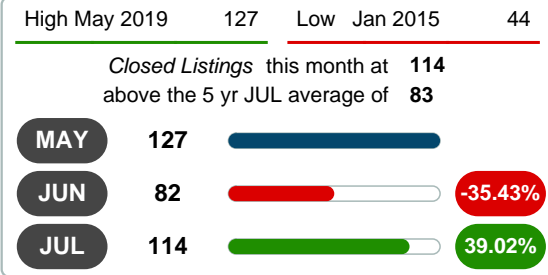 High May 2019 127 Low Jan 2015 44
Closed Listings this month at 114
above the 5 yr JUL average of 83
MAY 127
JUN 82 -35.43%
JUL 114 39.02%